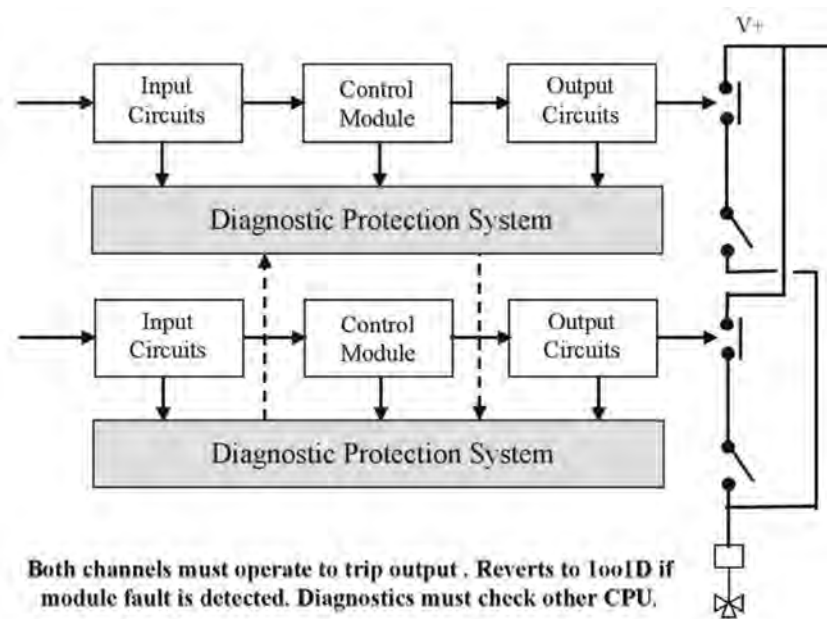 V+
Input
Circuits
Control
Module
Output
Circuits
Diagnostic Protection System
Input
Circuits
Control
Module
Output
Circuits
Diagnostic Protection System
Both channels must operate to trip output . Reverts to 1oo1D if
module fault is detected. Diagnostics must check other CPU.